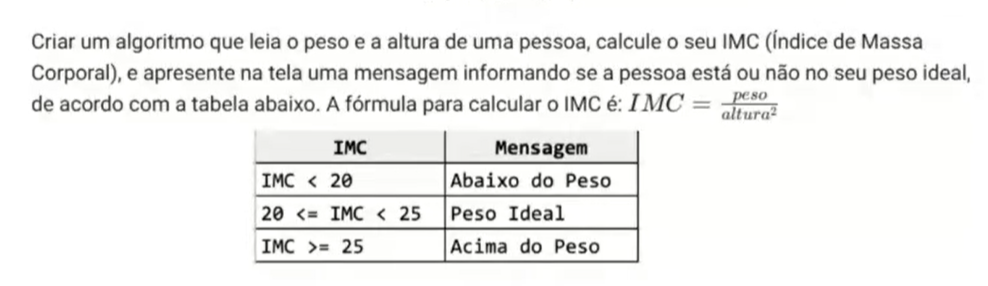 Criar um algoritmo que leia o peso e a altura de uma pessoa, calcule o seu IMC (Índice de Massa
Corporal), e apresente na tela uma mensagem informando se a pessoa está ou não no seu peso ideal,
de acordo com a tabela abaixo. A fórmula para calcular o IMC é: IMC = peso/altura²
IMC Mensagem
IMC < 20 Abaixo do Peso
20 <= IMC < 25 Peso Ideal
IMC >= 25 Acima do Peso